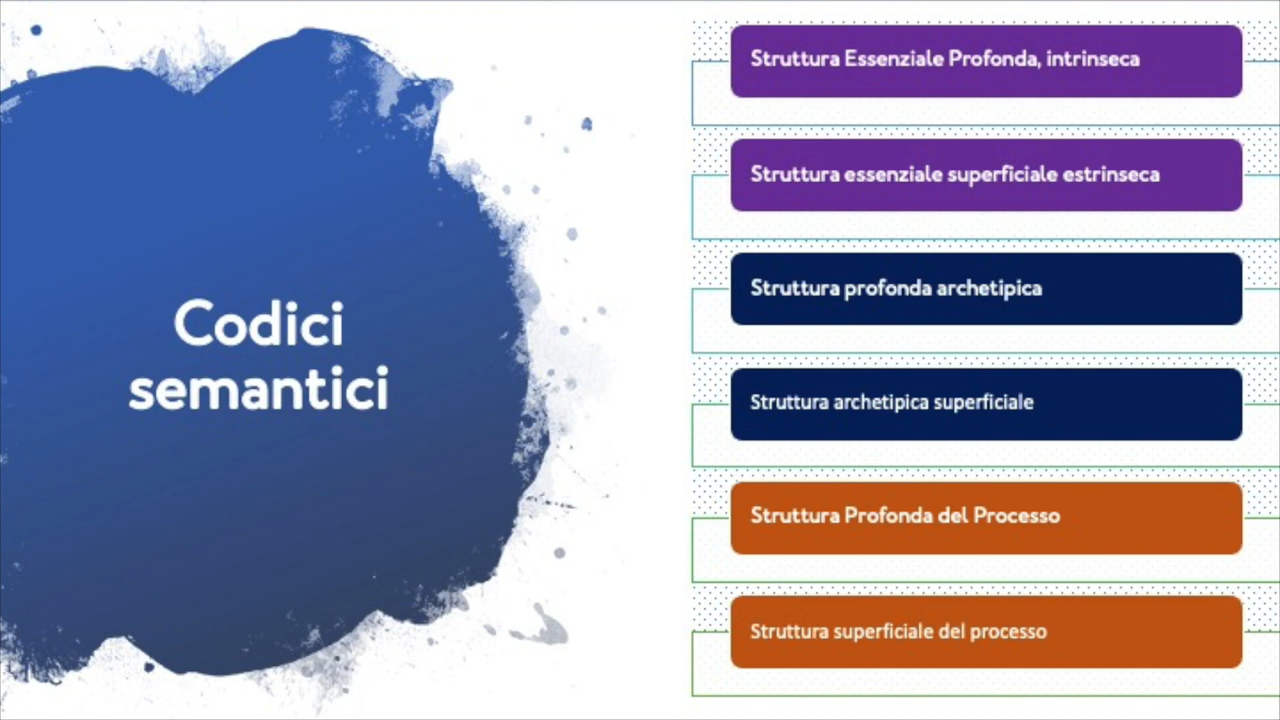 Codici
semantici
Struttura Essenziale Profonda, intrinseca
Struttura essenziale superficiale estrinseca
Struttura profonda archetipica
Struttura archetipica superficiale
Struttura Profonda del Processo
Struttura superficiale del processo